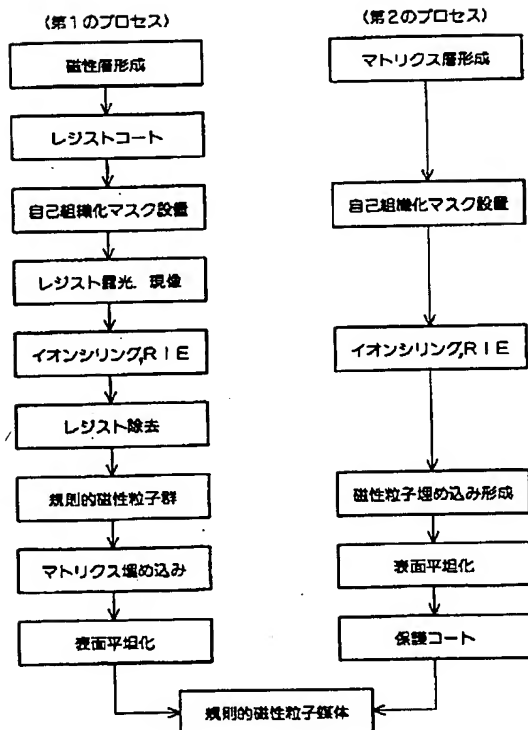 (第1のプロセス)
磁性層形成
レジストコート
自己組織化マスク設置
レジスト露光、現像
イオンシリング,RIE
レジスト除去
規則的磁性粒子群
マトリクス埋め込み
表面平坦化
(第2のプロセス)
マトリクス層形成
自己組織化マスク設置
イオンシリング,RIE
磁性粒子埋め込み形成
表面平坦化
保護コート
規則的磁性粒子媒体